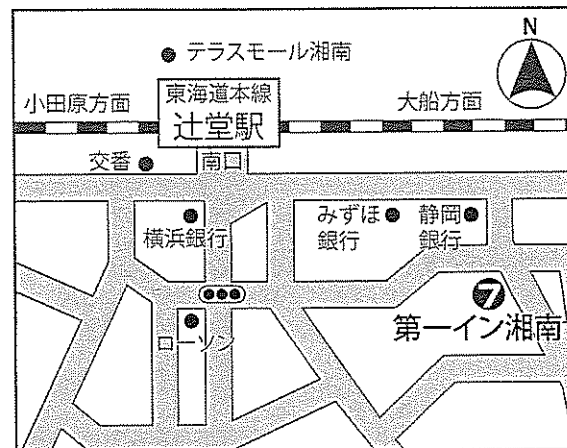 N
テラスモール湘南
小田原方面
東海道本線
大船方面
辻堂駅
交番
南口
横浜銀行
みずほ
銀行
静岡
銀行
7
第一イン湘南
ローソン